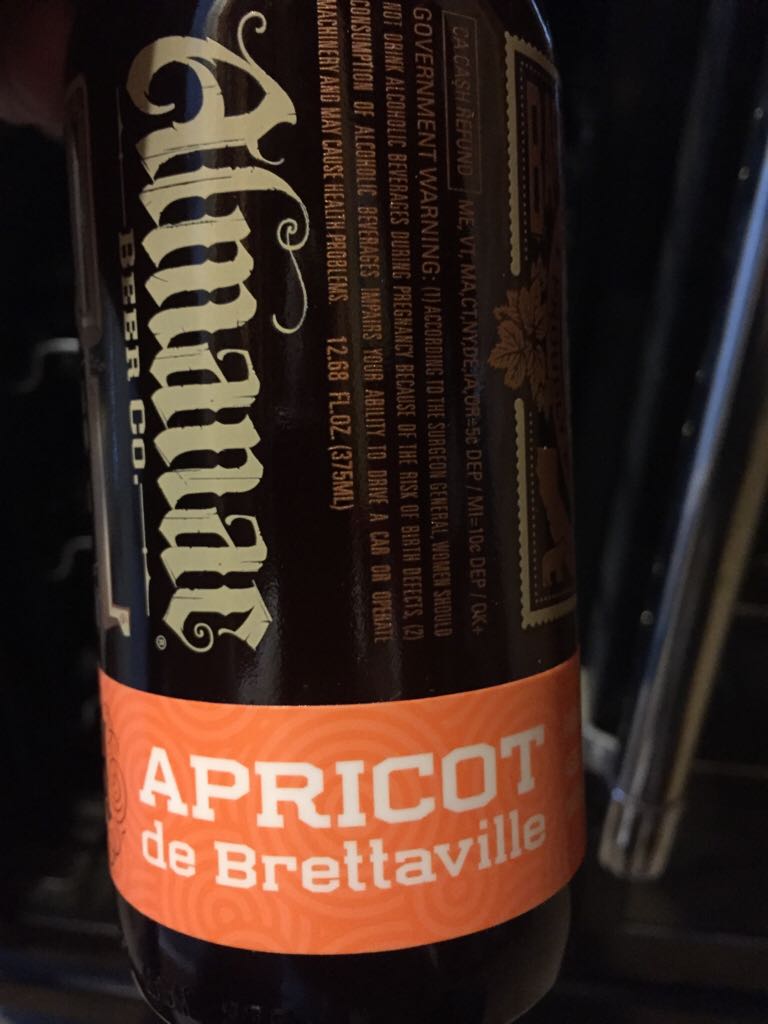 Almanac
BEER CO.
®
CA CASH REFUND ME, VT, MA, CT, NY, DE, IA, OR=5¢ DEP / MI=10¢ DEP / OK+
GOVERNMENT WARNING: (1) ACCORDING TO THE SURGEON GENERAL, WOMEN SHOULD
NOT DRINK ALCOHOLIC BEVERAGES DURING PREGNANCY BECAUSE OF THE RISK OF BIRTH DEFECTS. (2)
CONSUMPTION OF ALCOHOLIC BEVERAGES IMPAIRS YOUR ABILITY TO DRIVE A CAR OR OPERATE
MACHINERY AND MAY CAUSE HEALTH PROBLEMS. 12.68 FL.OZ. (375ML)
APRICOT
de Brettaville